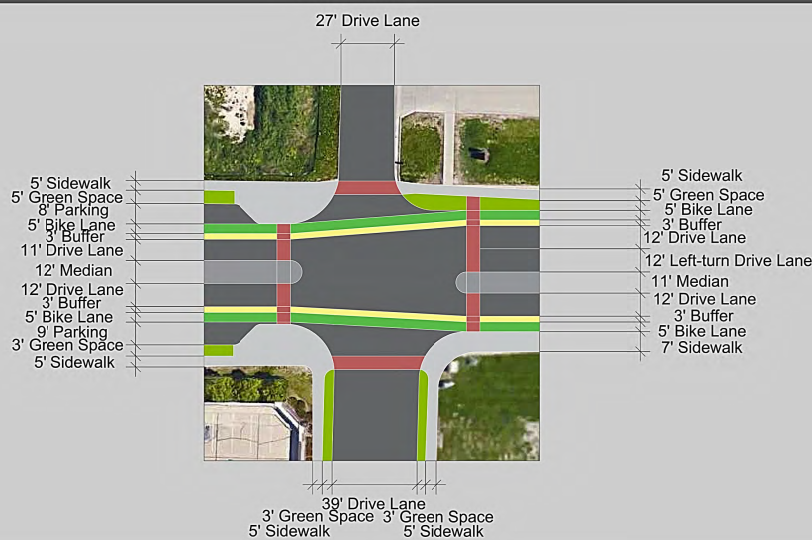 27' Drive Lane
5' Sidewalk
5' Green Space
8' Parking
5' Bike Lane
3' Buffer
11' Drive Lane
12' Median
12' Drive Lane
3' Buffer
5' Bike Lane
9' Parking
3' Green Space
5' Sidewalk
5' Sidewalk
5' Green Space
5' Bike Lane
3' Buffer
12' Drive Lane
12' Left-turn Drive Lane
11' Median
12' Drive Lane
3' Buffer
5' Bike Lane
7' Sidewalk
39' Drive Lane
3' Green Space 3' Green Space
5' Sidewalk 5' Sidewalk